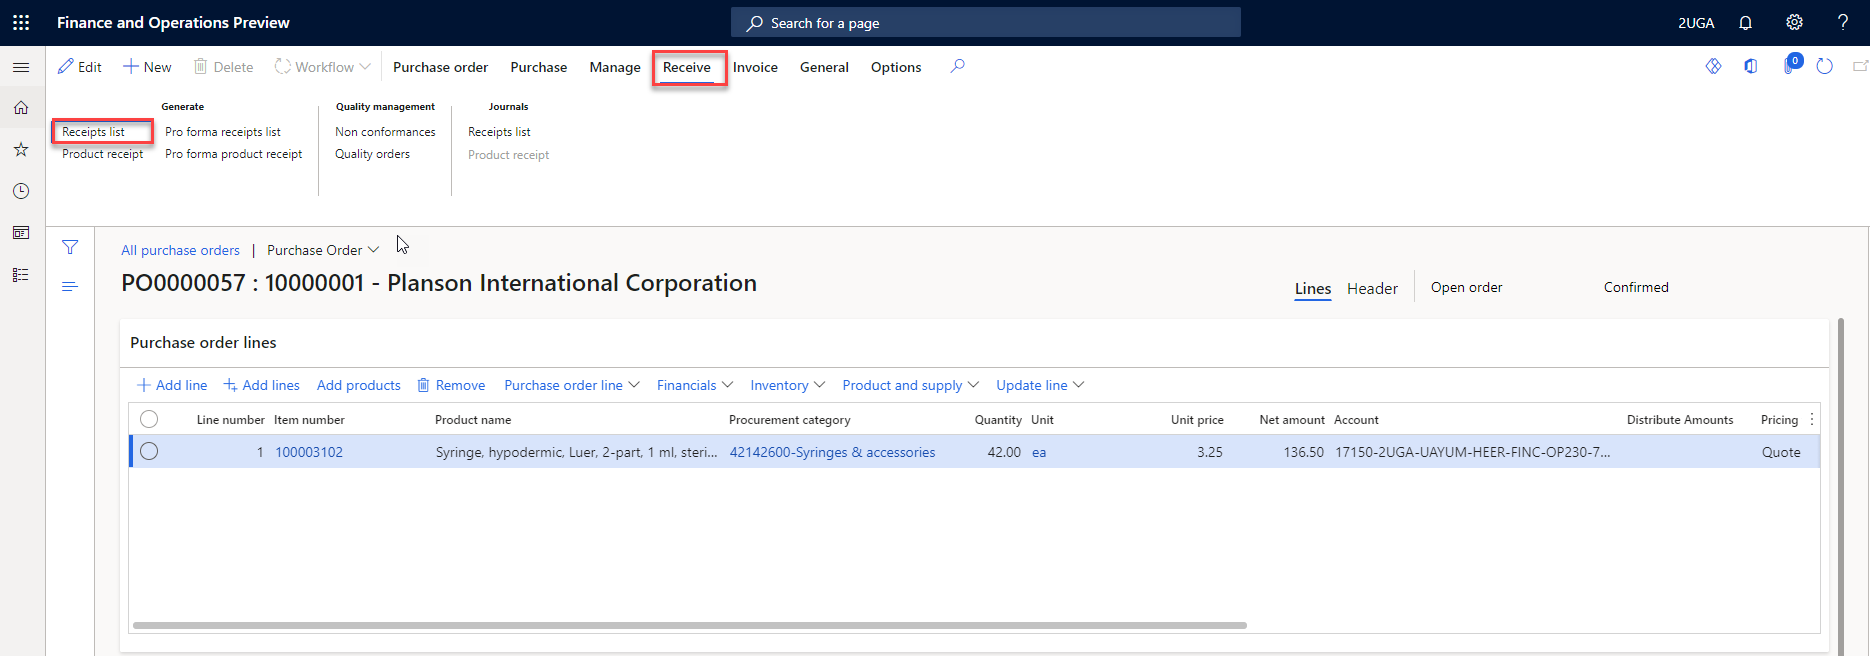 Finance and Operations Preview
Search for a page
2UGA
?
Edit
New
Delete
Workflow
Purchase order
Purchase
Manage
Receive
Invoice
General
Options
0
Generate
Quality management
Journals
Receipts list
Pro forma receipts list
Non conformances
Receipts list
Product receipt
Pro forma product receipt
Quality orders
Product receipt
All purchase orders | Purchase Order
PO0000057 : 10000001 - Planson International Corporation
Lines
Header
Open order
Confirmed
Purchase order lines
Add line
Add lines
Add products
Remove
Purchase order line
Financials
Inventory
Product and supply
Update line
Line number
Item number
Product name
Procurement category
Quantity
Unit
Unit price
Net amount
Account
Distribute Amounts
Pricing
1
100003102
Syringe, hypodermic, Luer, 2-part, 1 ml, steri...
42142600-Syringes & accessories
42.00
ea
3.25
136.50
17150-2UGA-UAYUM-HEER-FINC-OP230-7...
Quote